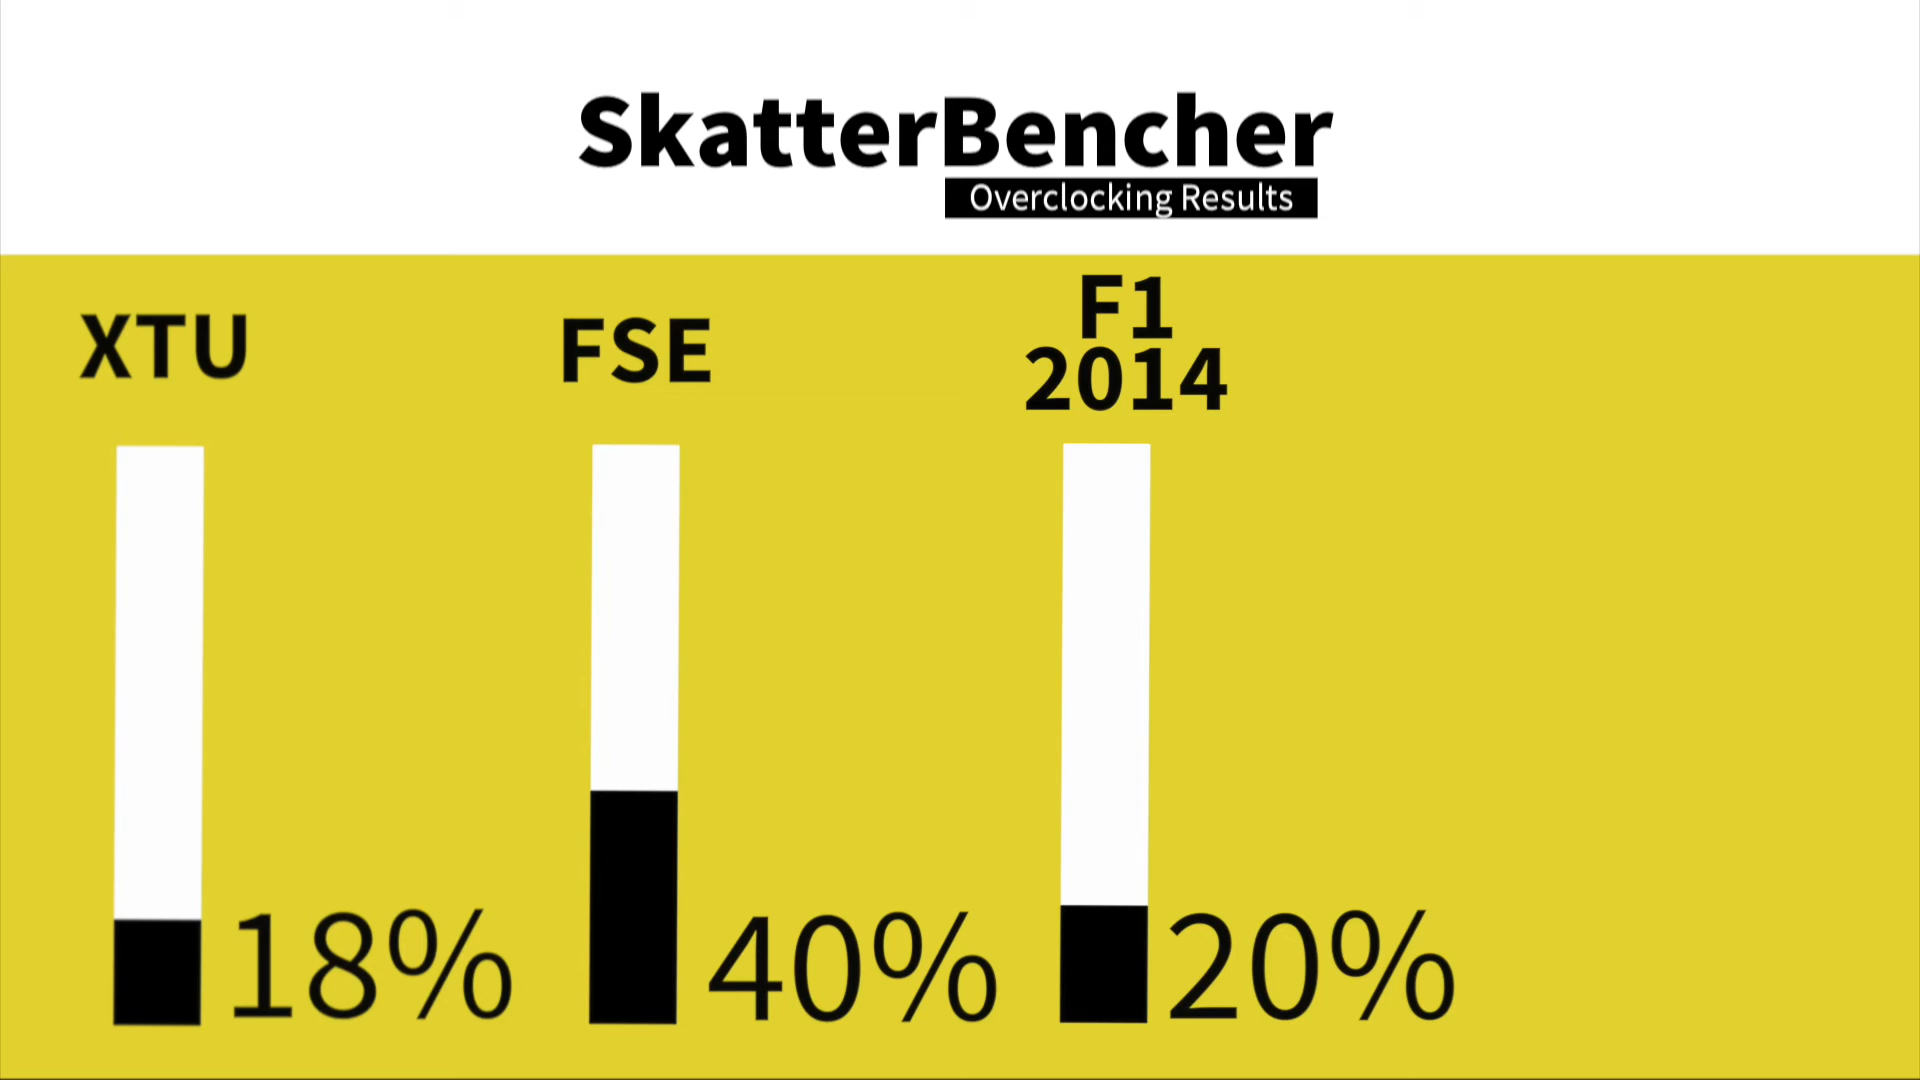 SkatterBencher
Overclocking Results
XTU
FSE
F1
2014
18%
40%
20%